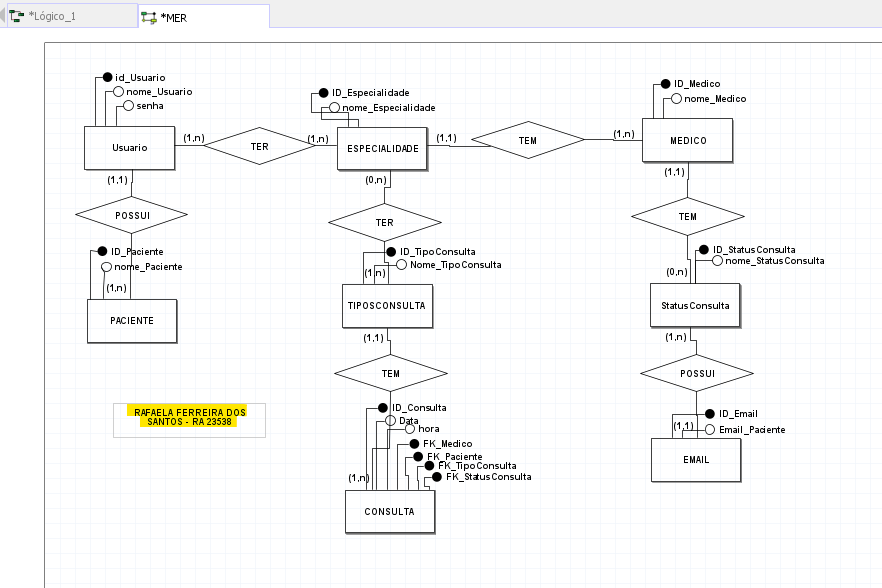 *Lógico_1
*MER
id_Usuario
nome_Usuario
senha
ID_Especialidade
nome_Especialidade
ID_Medico
nome_Medico
(1,n)
(1,n)
(1,1)
(1,n)
Usuario
TER
ESPECIALIDADE
TEM
MEDICO
(1,1)
(0,n)
(1,1)
POSSUI
TER
TEM
ID_Paciente
nome_Paciente
(1,n)
PACIENTE
ID_TipoConsulta
Nome_TipoConsulta
(1,n)
TIPOSCONSULTA
ID_StatusConsulta
nome_StatusConsulta
(0,n)
StatusConsulta
(1,1)
(1,n)
TEM
POSSUI
RAFAELA FERREIRA DOS
SANTOS - RA 23538
ID_Consulta
Data
hora
FK_Medico
FK_Paciente
FK_TipoConsulta
FK_StatusConsulta
(1,n)
CONSULTA
ID_Email
Email_Paciente
(1,1)
EMAIL